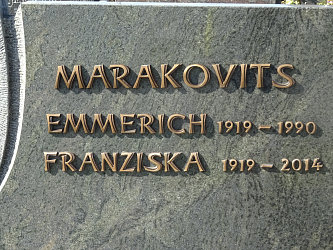 MARAKOVITS
EMMERICH 1919 – 1990
FRANZISKA 1919 – 2014